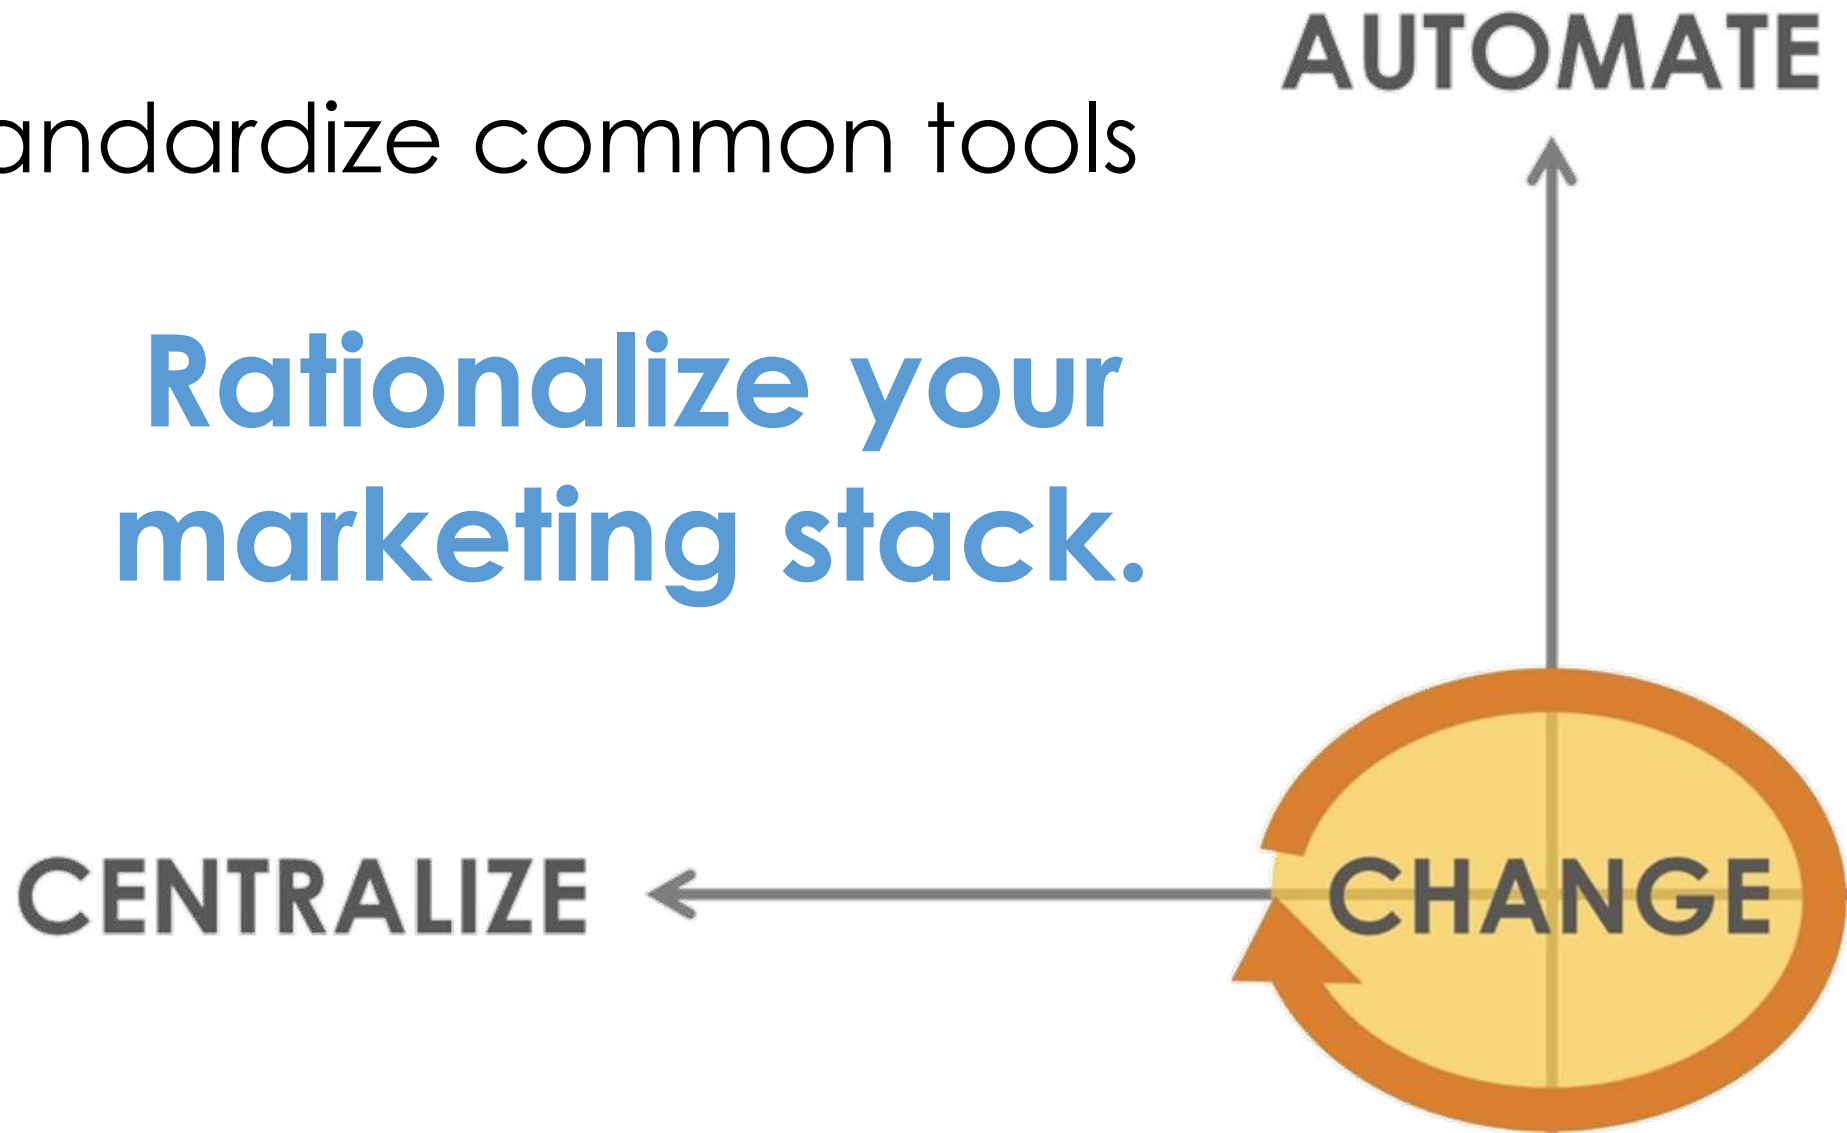 AUTOMATE
andardize common tools
Rationalize your
marketing stack.
CENTRALIZE
CHANGE